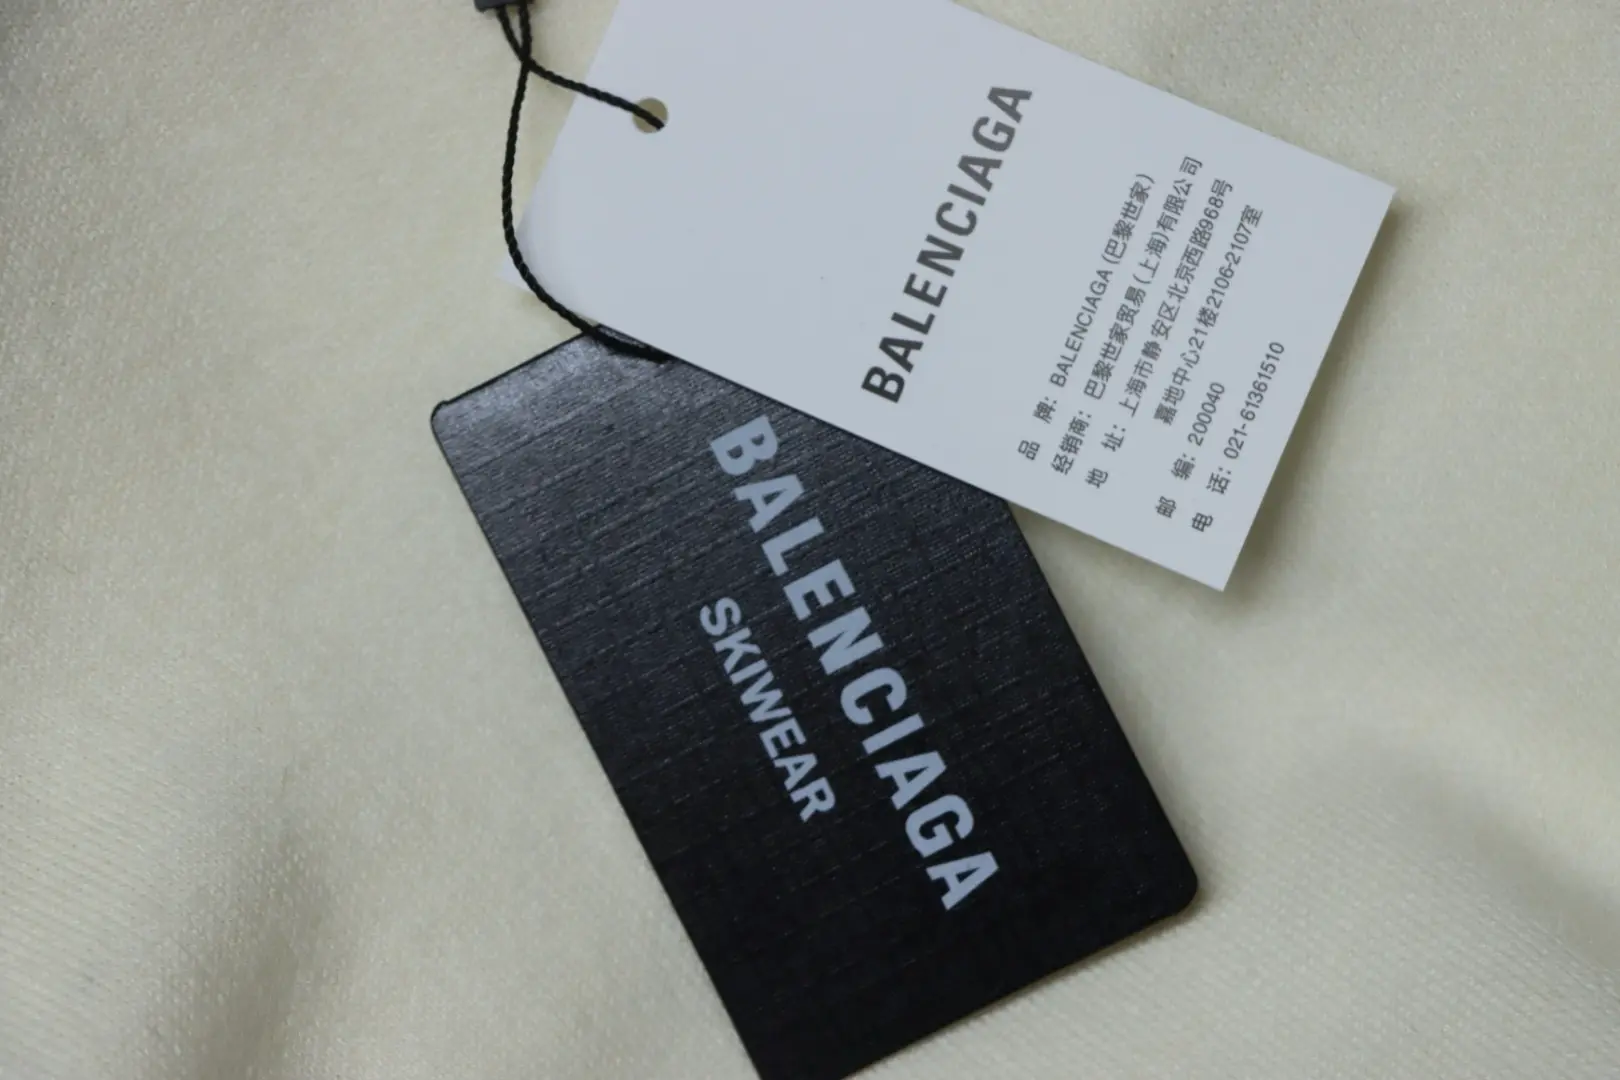 BALENCIAGA
品 牌: BALENCIAGA (巴黎世家)
经销商: 巴黎世家贸易 (上海)有限公司
地 址: 上海市静安区北京西路968号
嘉地中心21楼2106-2107室
邮 编: 200040
电 话: 021-61361510
BALENCIAGA
SKIWEAR